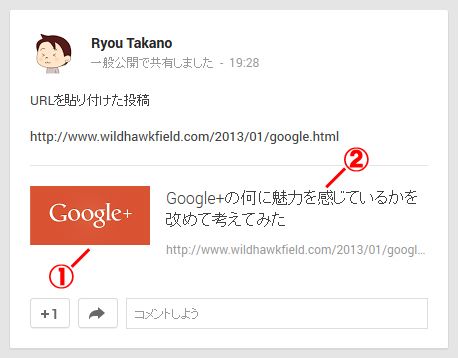 Ryou Takano
一般公開で共有しました - 19:28
URLを貼り付けた投稿
http://www.wildhawkfield.com/2013/01/google.html
②
Google+
Google+の何に魅力を感じているかを
改めて考えてみた
http://www.wildhawkfield.com/2013/01/googl...
①
+1
コメントしよう